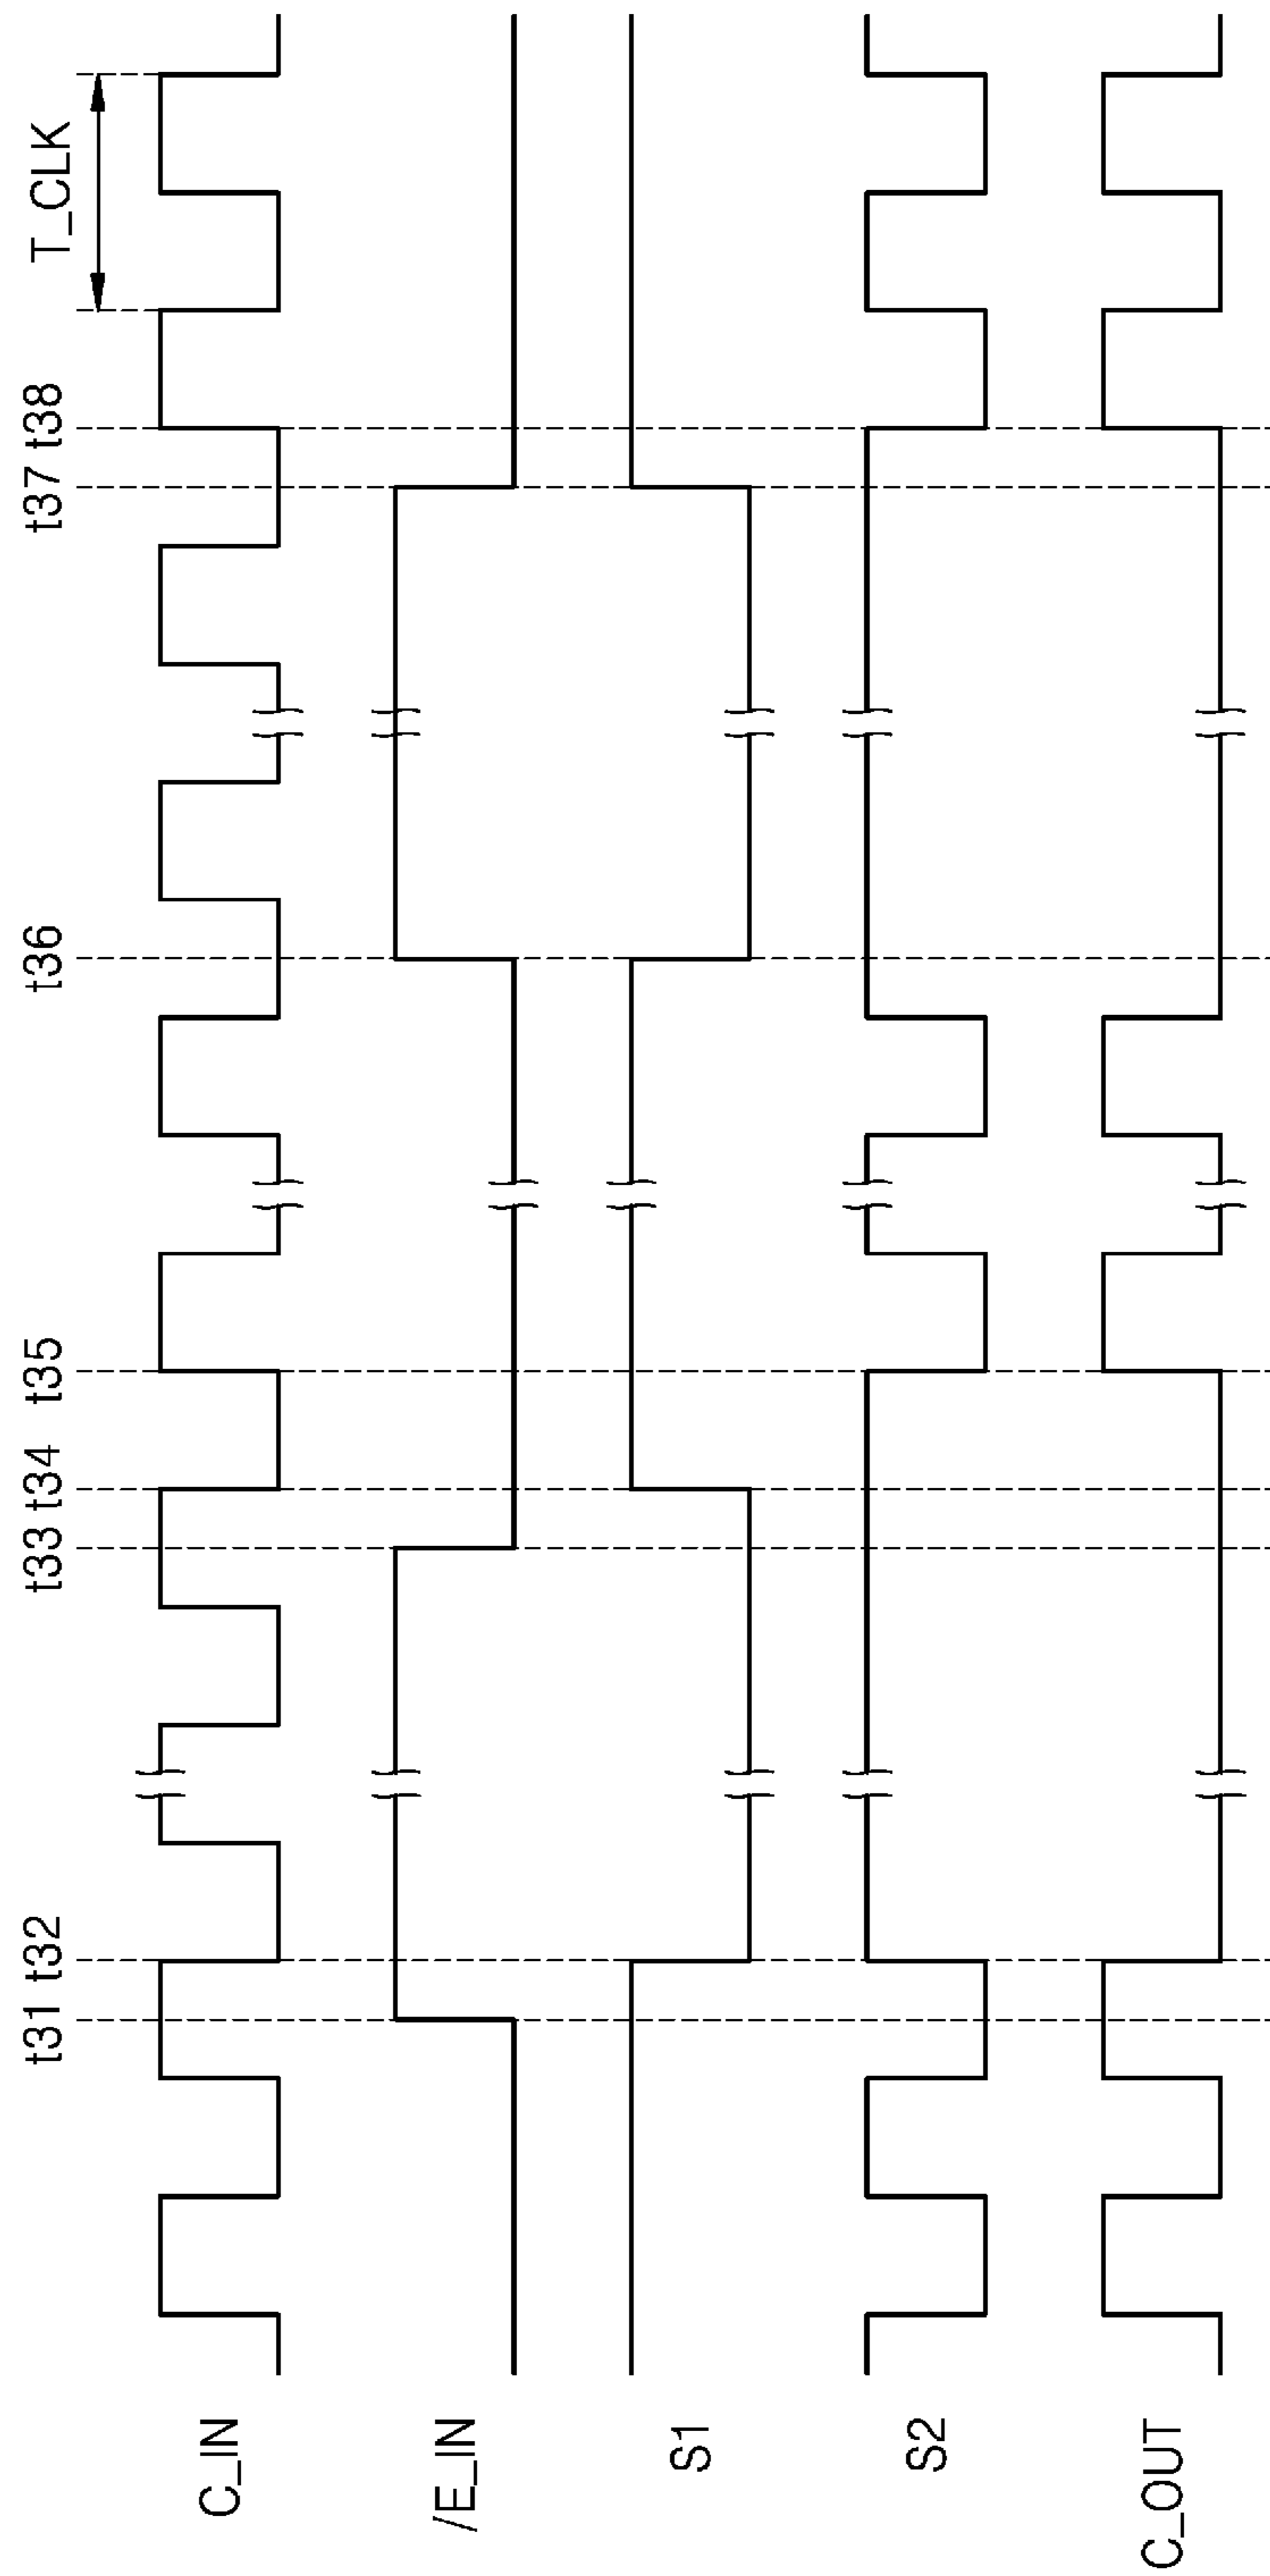 t31 t32 t33 t34 t35 t36 t37 t38
T_CLK
C_IN
/E_IN
S1
S2
C_OUT